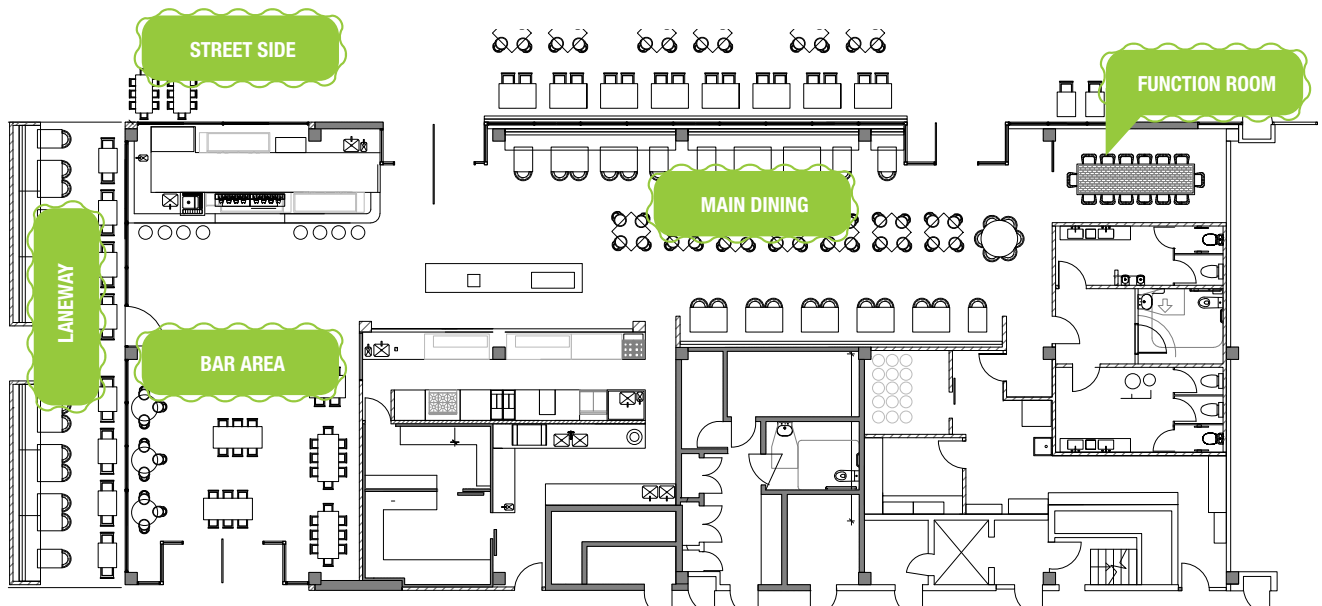 STREET SIDE
FUNCTION ROOM
MAIN DINING
LANEWAY
BAR AREA